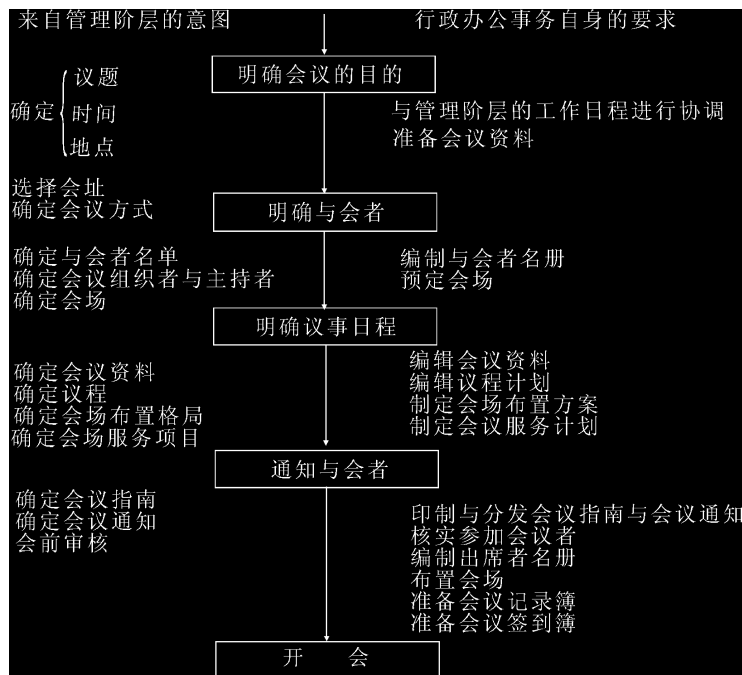 来自管理阶层的意图
行政办公事务自身的要求
明确会议的目的
确定
议题
时间
地点
与管理阶层的工作日程进行协调
准备会议资料
选择会址
确定会议方式
明确与会者
确定与会者名单
确定会议组织者与主持者
确定会场
编制与会者名册
预定会场
明确议事日程
确定会议资料
确定议程
确定会场布置格局
确定会场服务项目
编辑会议资料
编辑议程计划
制定会场布置方案
制定会议服务计划
通知与会者
确定会议指南
确定会议通知
会前审核
印制与分发会议指南与会议通知
核实参加会议者
编制出席者名册
布置会场
准备会议记录簿
准备会议签到簿
开 会